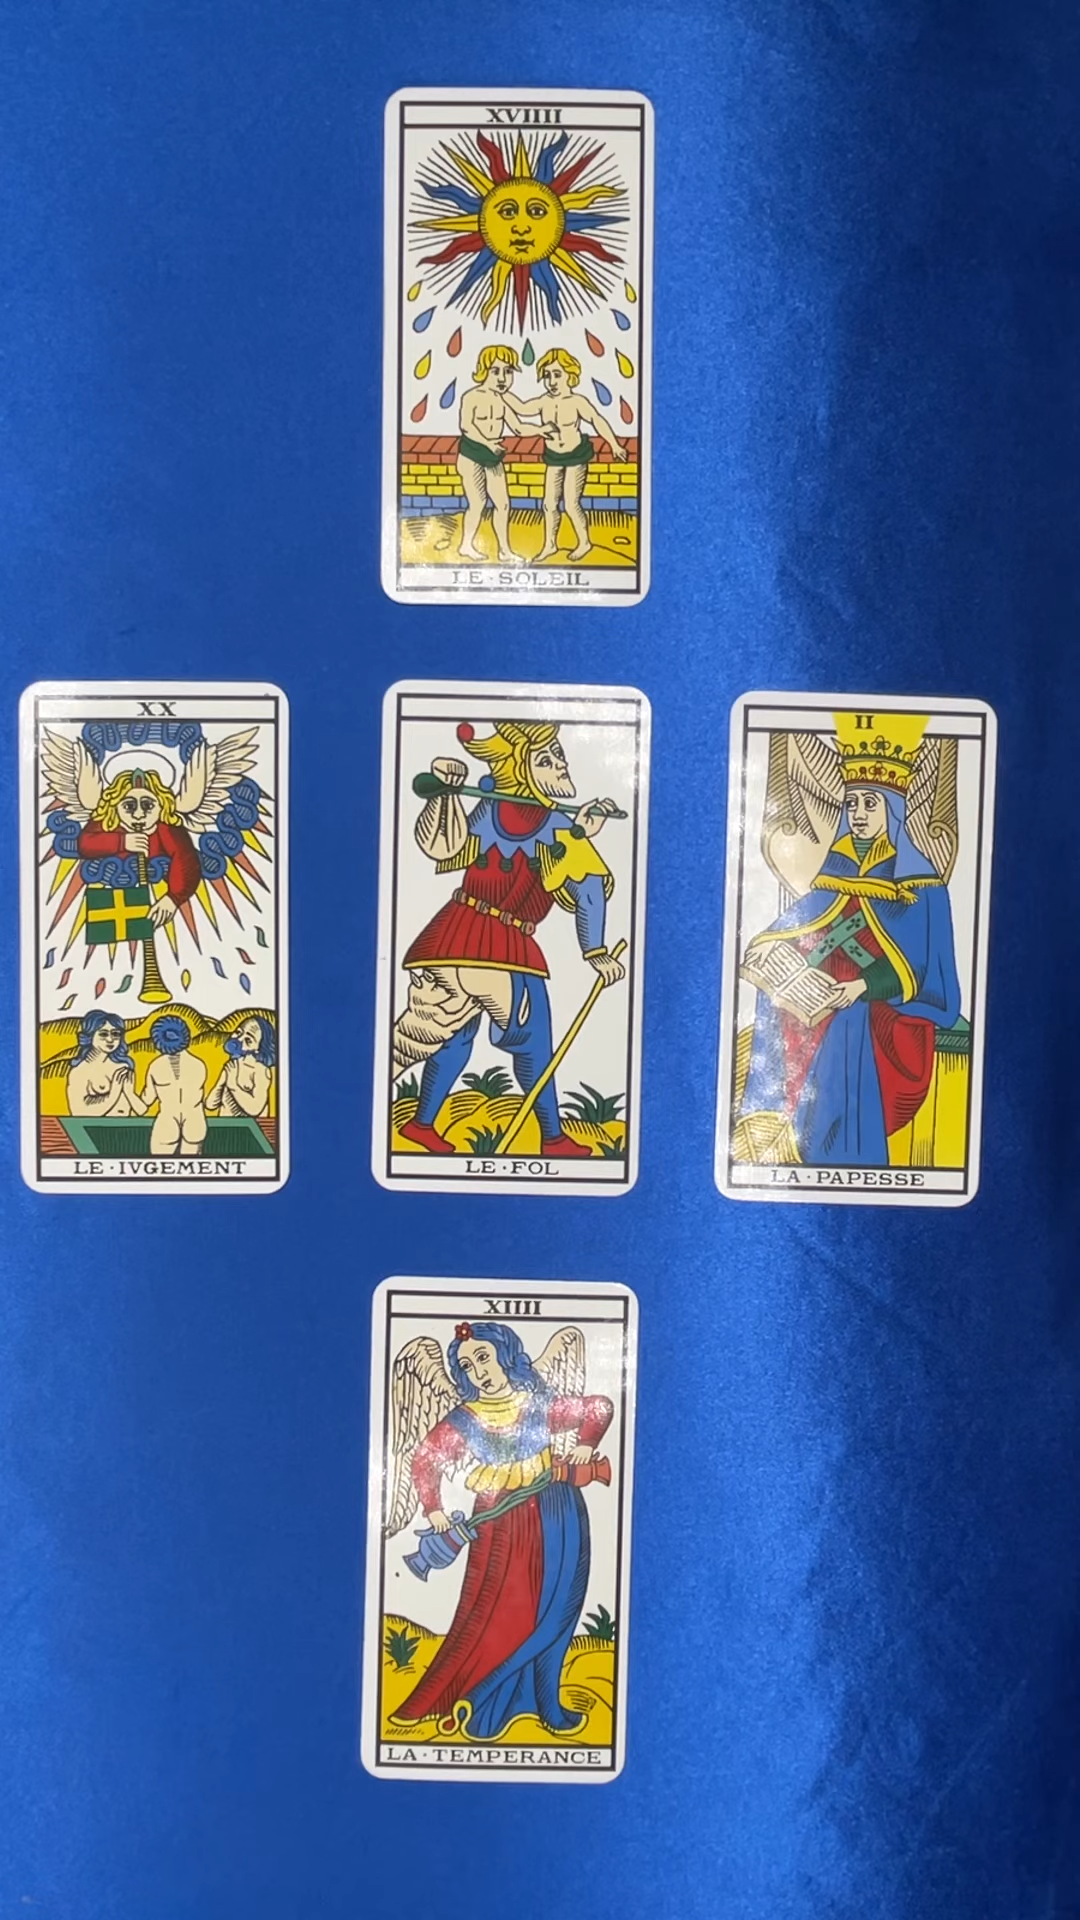 XVIIII
LE·SOLEIL
XX
LE·IVGEMENT
LE·FOL
II
LA·PAPESSE
XIIII
LA·TEMPERANCE